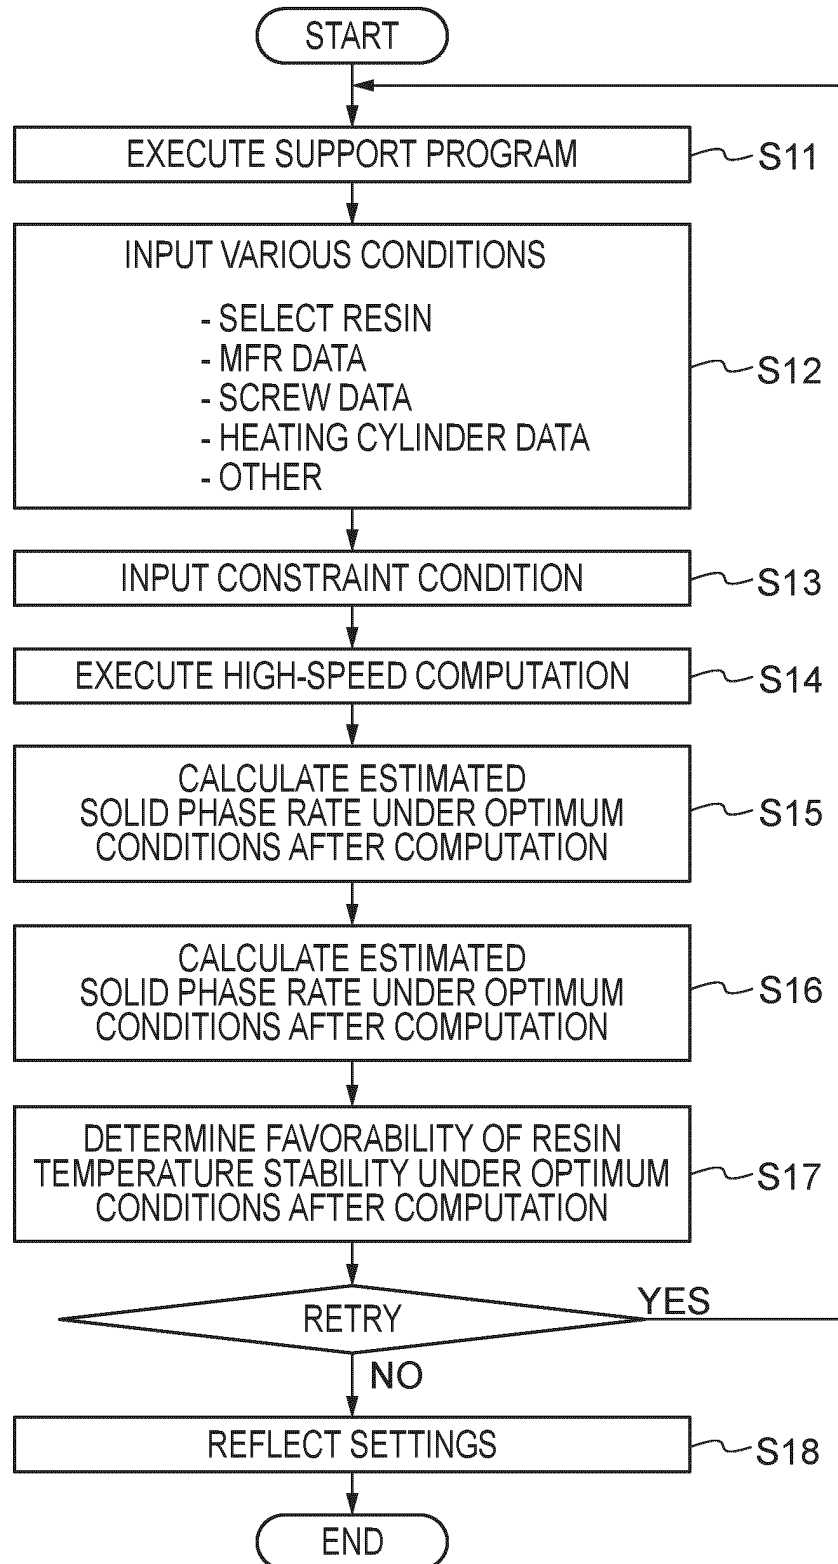 START
EXECUTE SUPPORT PROGRAM
S11
INPUT VARIOUS CONDITIONS
- SELECT RESIN
- MFR DATA
- SCREW DATA
- HEATING CYLINDER DATA
- OTHER
S12
INPUT CONSTRAINT CONDITION
S13
EXECUTE HIGH-SPEED COMPUTATION
S14
CALCULATE ESTIMATED
SOLID PHASE RATE UNDER OPTIMUM
CONDITIONS AFTER COMPUTATION
S15
CALCULATE ESTIMATED
SOLID PHASE RATE UNDER OPTIMUM
CONDITIONS AFTER COMPUTATION
S16
DETERMINE FAVORABILITY OF RESIN
TEMPERATURE STABILITY UNDER OPTIMUM
CONDITIONS AFTER COMPUTATION
S17
RETRY
YES
NO
REFLECT SETTINGS
S18
END